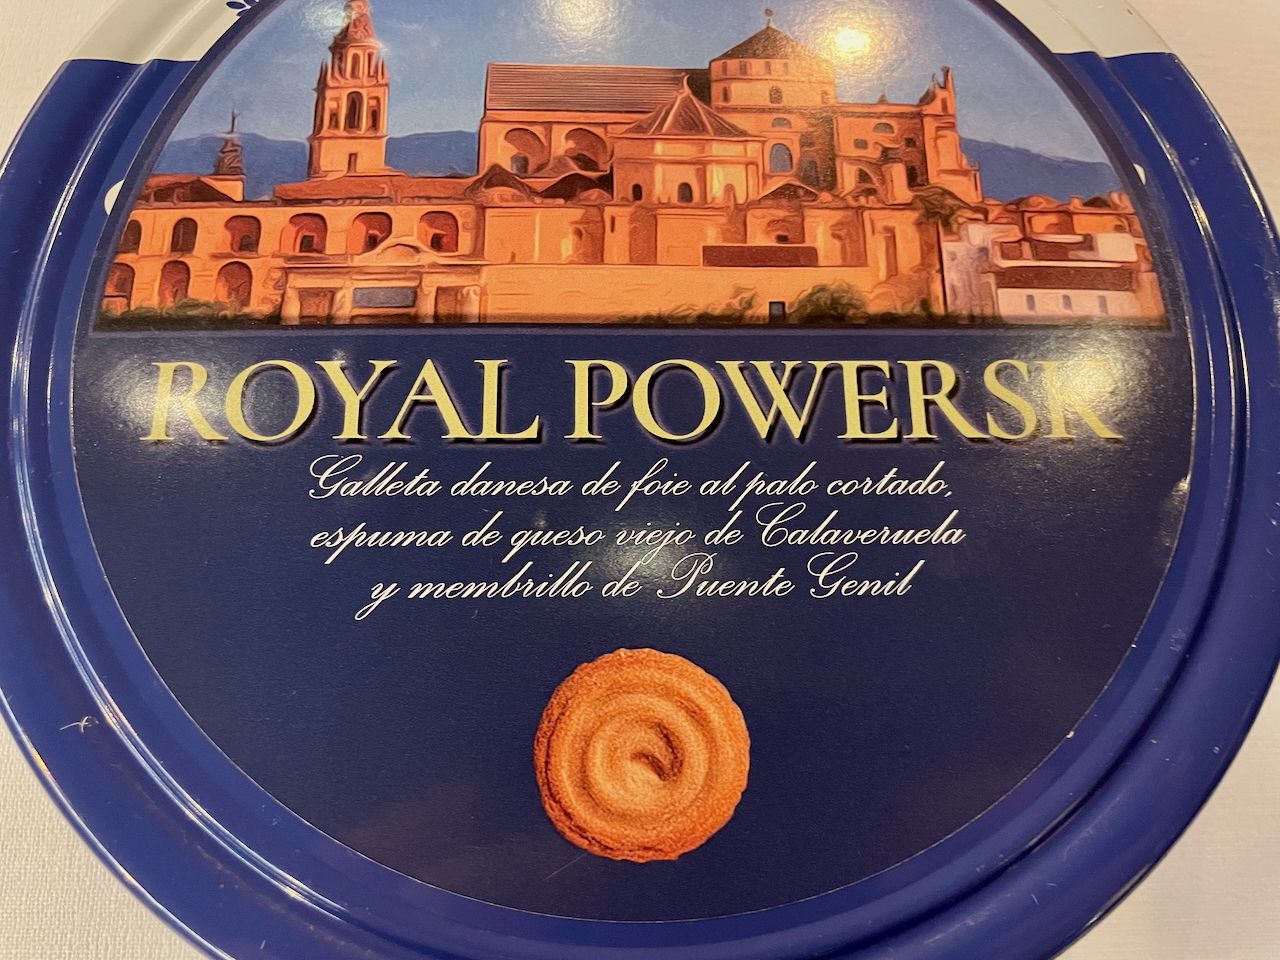 ROYAL POWERSK
Galleta danesa de foie al palo cortado,
espuma de queso viejo de Calaveruela
y membrillo de Puente Genil